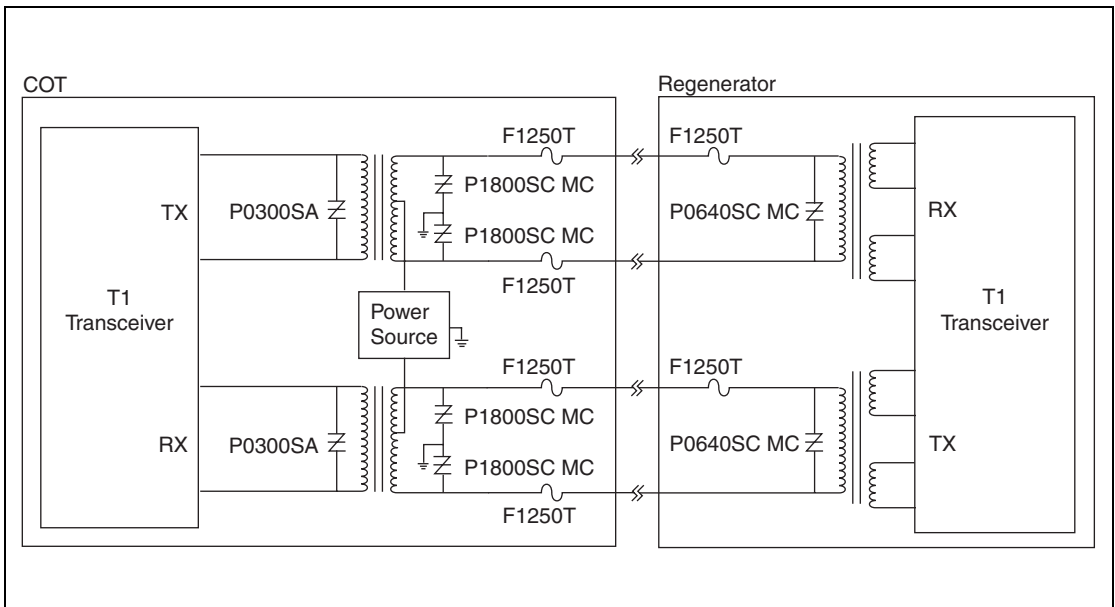 COT
Regenerator
F1250T
F1250T
P1800SC MC
TX
P0300SA
P0640SC MC
RX
P1800SC MC
F1250T
T1
Transceiver
Power
Source
T1
Transceiver
F1250T
F1250T
P1800SC MC
RX
P0300SA
P0640SC MC
TX
P1800SC MC
F1250T